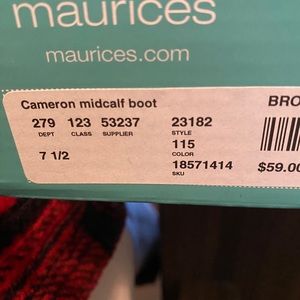 maurices
maurices.com
Cameron midcalf boot BRO
279 123 53237 23182
DEPT CLASS SUPPLIER STYLE
7 1/2 115
COLOR
18571414 $59.00
SKU